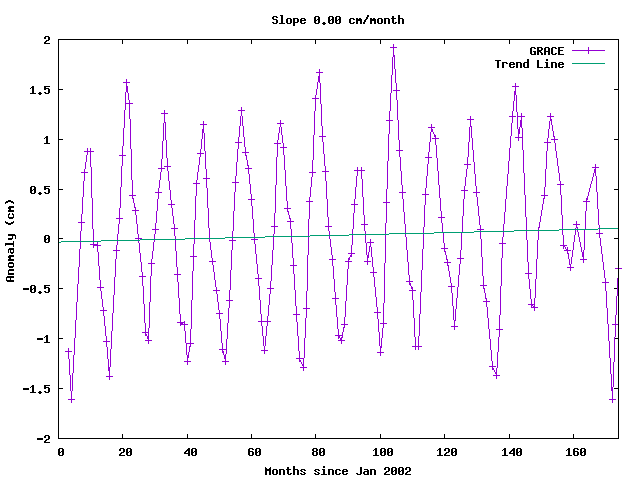 Slope 0.00 cm/month
GRACE
Trend Line
2
1.5
1
0.5
0
-0.5
-1
-1.5
-2
Anomaly (cm)
0 20 40 60 80 100 120 140 160
Months since Jan 2002